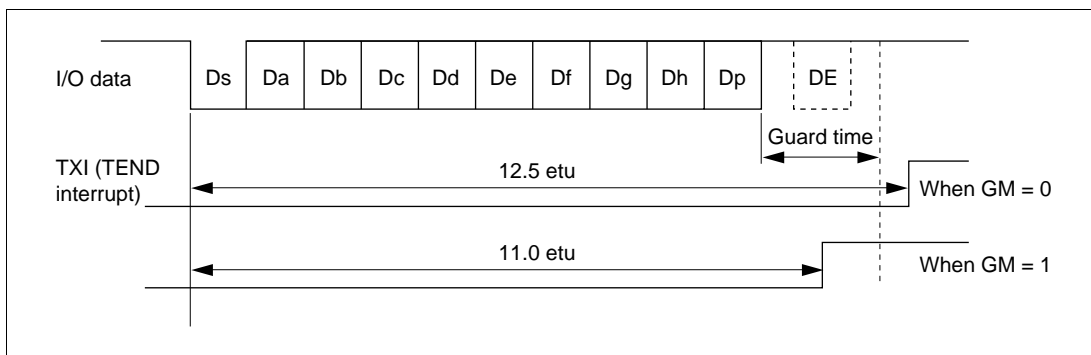 I/O data
Ds Da Db Dc Dd De Df Dg Dh Dp DE
Guard time
TXI (TEND
interrupt)
12.5 etu
When GM = 0
11.0 etu
When GM = 1